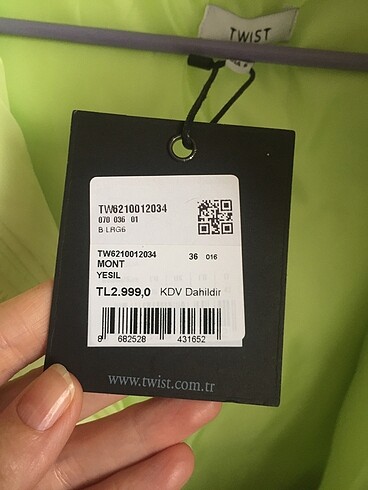 TWIST
TW6210012034
070 036 01
B LRG6
TW6210012034 36 016
MONT
YESIL
TL2.999,0 KDV Dahildir
8 682528 431652
www.twist.com.tr